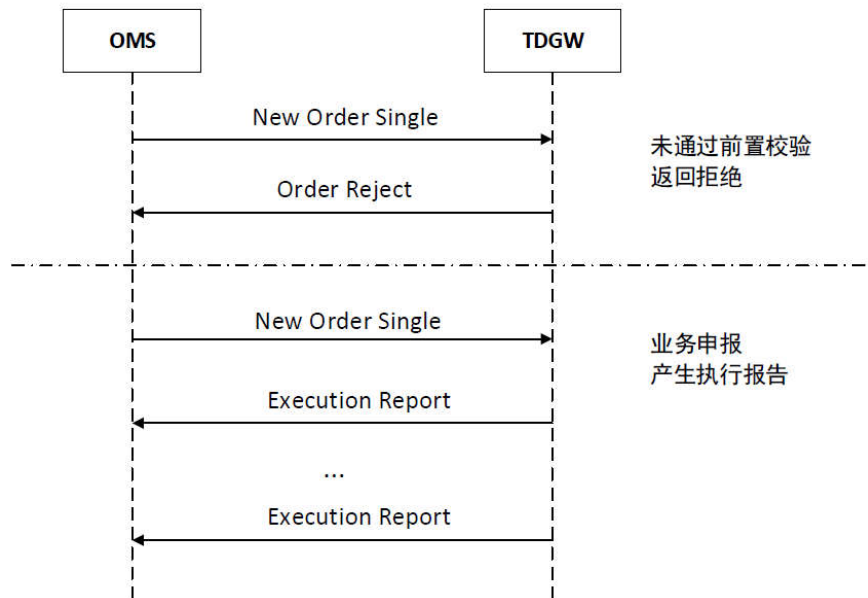 OMS
TDGW
New Order Single
未通过前置校验
返回拒绝
Order Reject
New Order Single
业务申报
产生执行报告
Execution Report
...
Execution Report